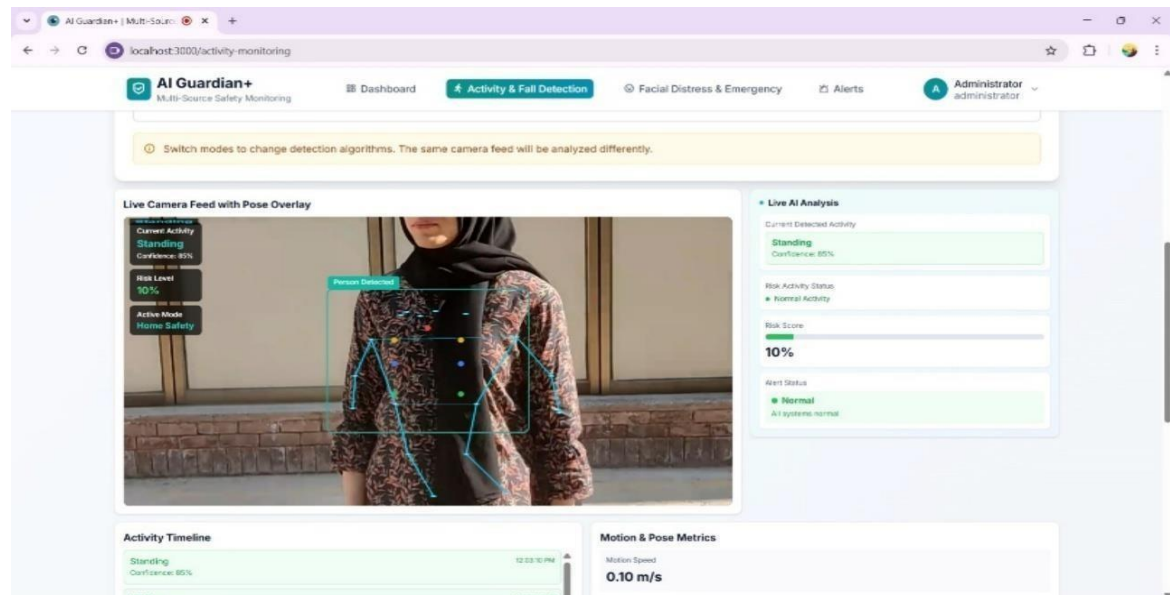 AI Guardian+ | Multi-Sourc
localhost:3000/activity-monitoring
AI Guardian+
Multi-Source Safety Monitoring
Dashboard
Activity & Fall Detection
Facial Distress & Emergency
Alerts
A
Administrator
administrator
Switch modes to change detection algorithms. The same camera feed will be analyzed differently.
Live Camera Feed with Pose Overlay
Current Activity
Standing
Confidence: 85%
Risk Level
10%
Active Mode
Home Safety
Person Detected
Live AI Analysis
Current Detected Activity
Standing
Confidence: 85%
Risk Activity Status
Normal Activity
Risk Score
10%
Alert Status
Normal
All systems normal
Activity Timeline
Standing
Confidence: 85%
Motion & Pose Metrics
Motion Speed
0.10 m/s